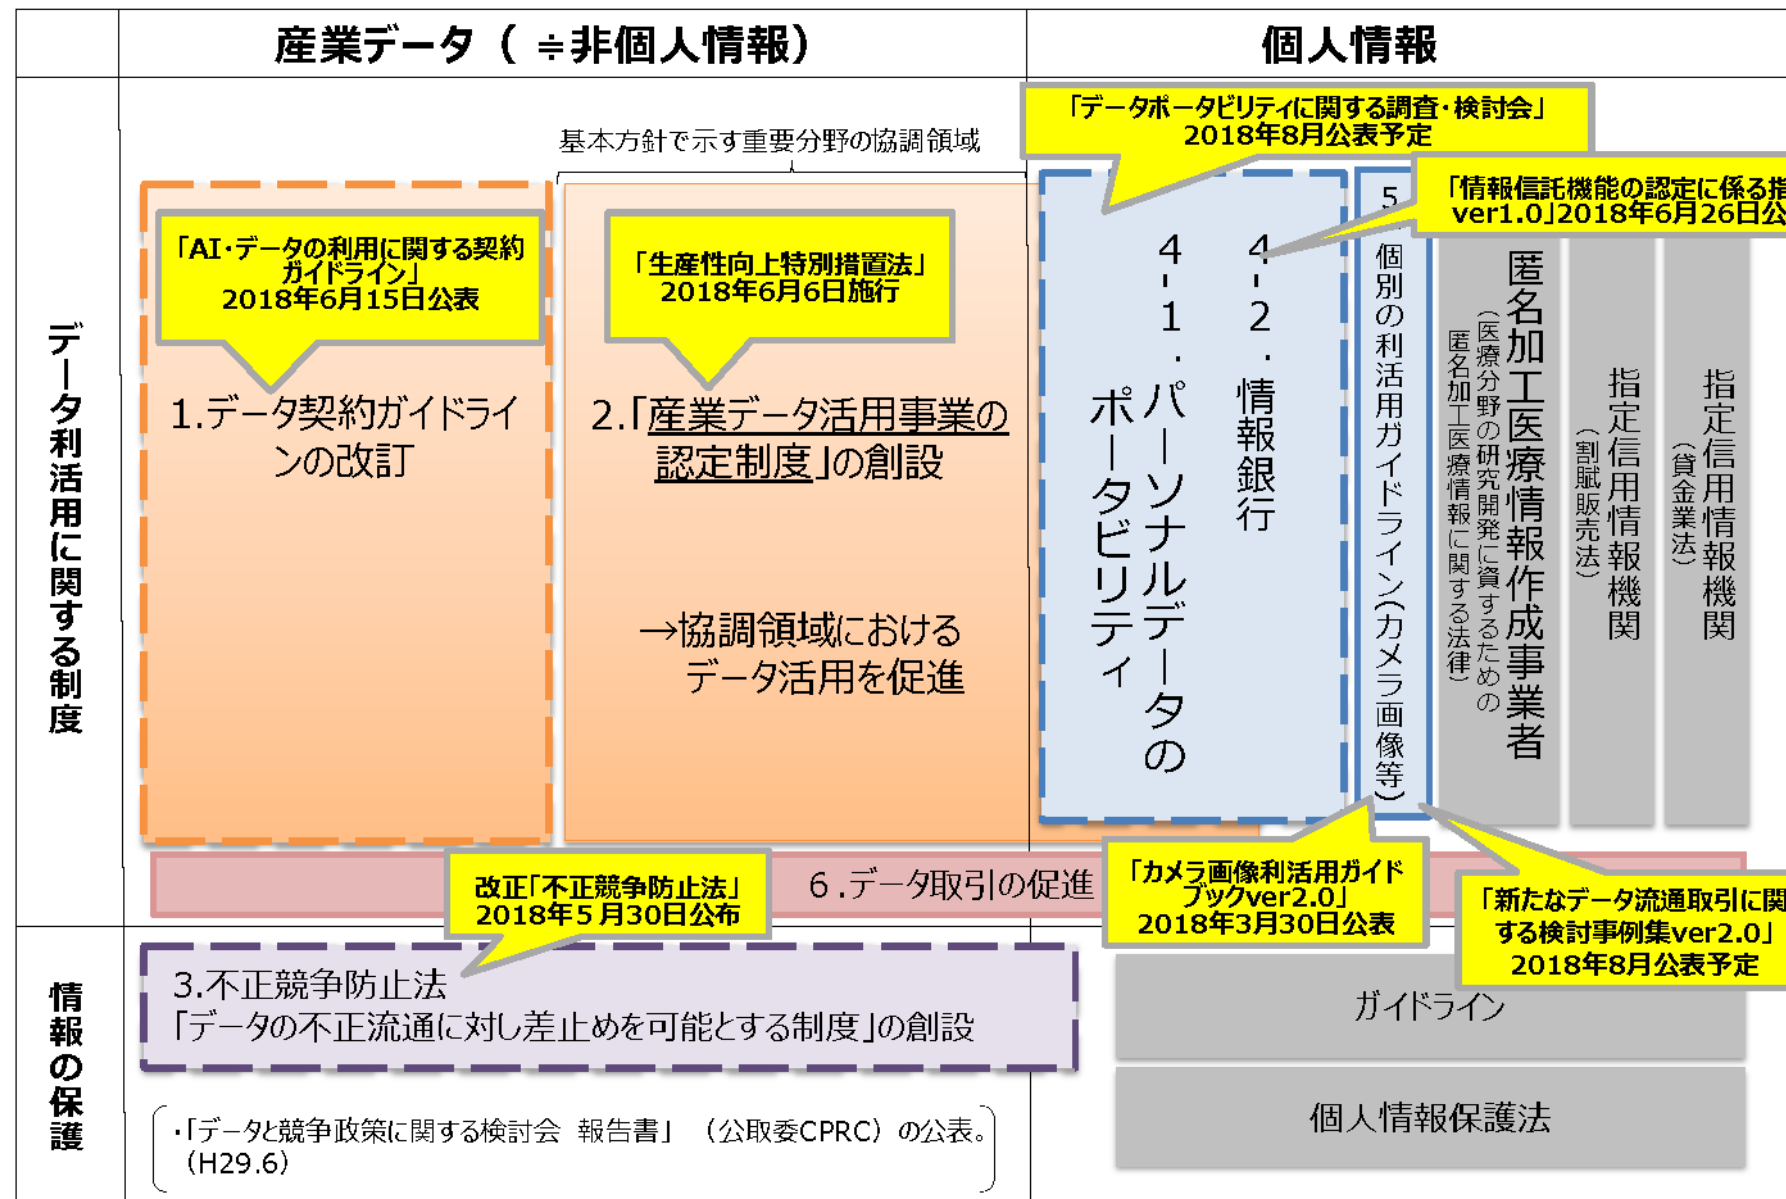 産業データ（ ÷非個人情報）
個人情報
データ利活用に関する制度
基本方針で示す重要分野の協調領域
「データポータビリティに関する調査・検討会」
2018年8月公表予定
「情報信託機能の認定に係る指
ver1.0」2018年6月26日公
「AI・データの利用に関する契約
ガイドライン」
2018年6月15日公表
「生産性向上特別措置法」
2018年6月6日施行
1.データ契約ガイドライ
ンの改訂
2.「産業データ活用事業の
認定制度」の創設
→協調領域における
データ活用を促進
4-1．パーソナルデータの
ポータビリティ
4-2．情報銀行
5
個別の利活用ガイドライン（カメラ画像等）
匿名加工医療情報作成事業者
（医療分野の研究開発に資するための
匿名加工医療情報に関する法律）
指定信用情報機関
（割賦販売法）
指定信用情報機関
（貸金業法）
6.データ取引の促進
改正「不正競争防止法」
2018年5月30日公布
「カメラ画像利活用ガイド
ブックver2.0」
2018年3月30日公表
「新たなデータ流通取引に関
する検討事例集ver2.0」
2018年8月公表予定
情報の保護
3.不正競争防止法
「データの不正流通に対し差止めを可能とする制度」の創設
・「データと競争政策に関する検討会 報告書」（公取委CPRC）の公表。
（H29.6）
ガイドライン
個人情報保護法